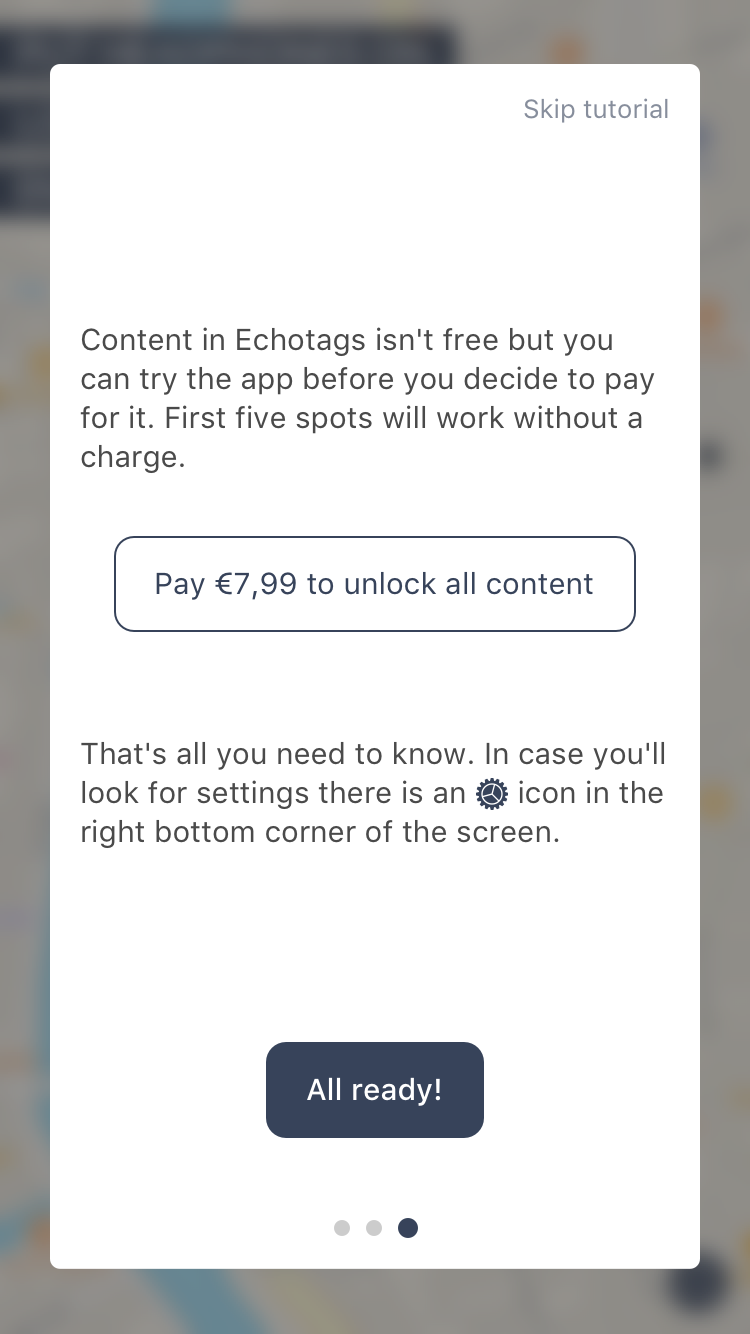 Skip tutorial
Content in Echotags isn't free but you
can try the app before you decide to pay
for it. First five spots will work without a
charge.
Pay €7,99 to unlock all content
That's all you need to know. In case you'll
look for settings there is an icon in the
right bottom corner of the screen.
All ready!